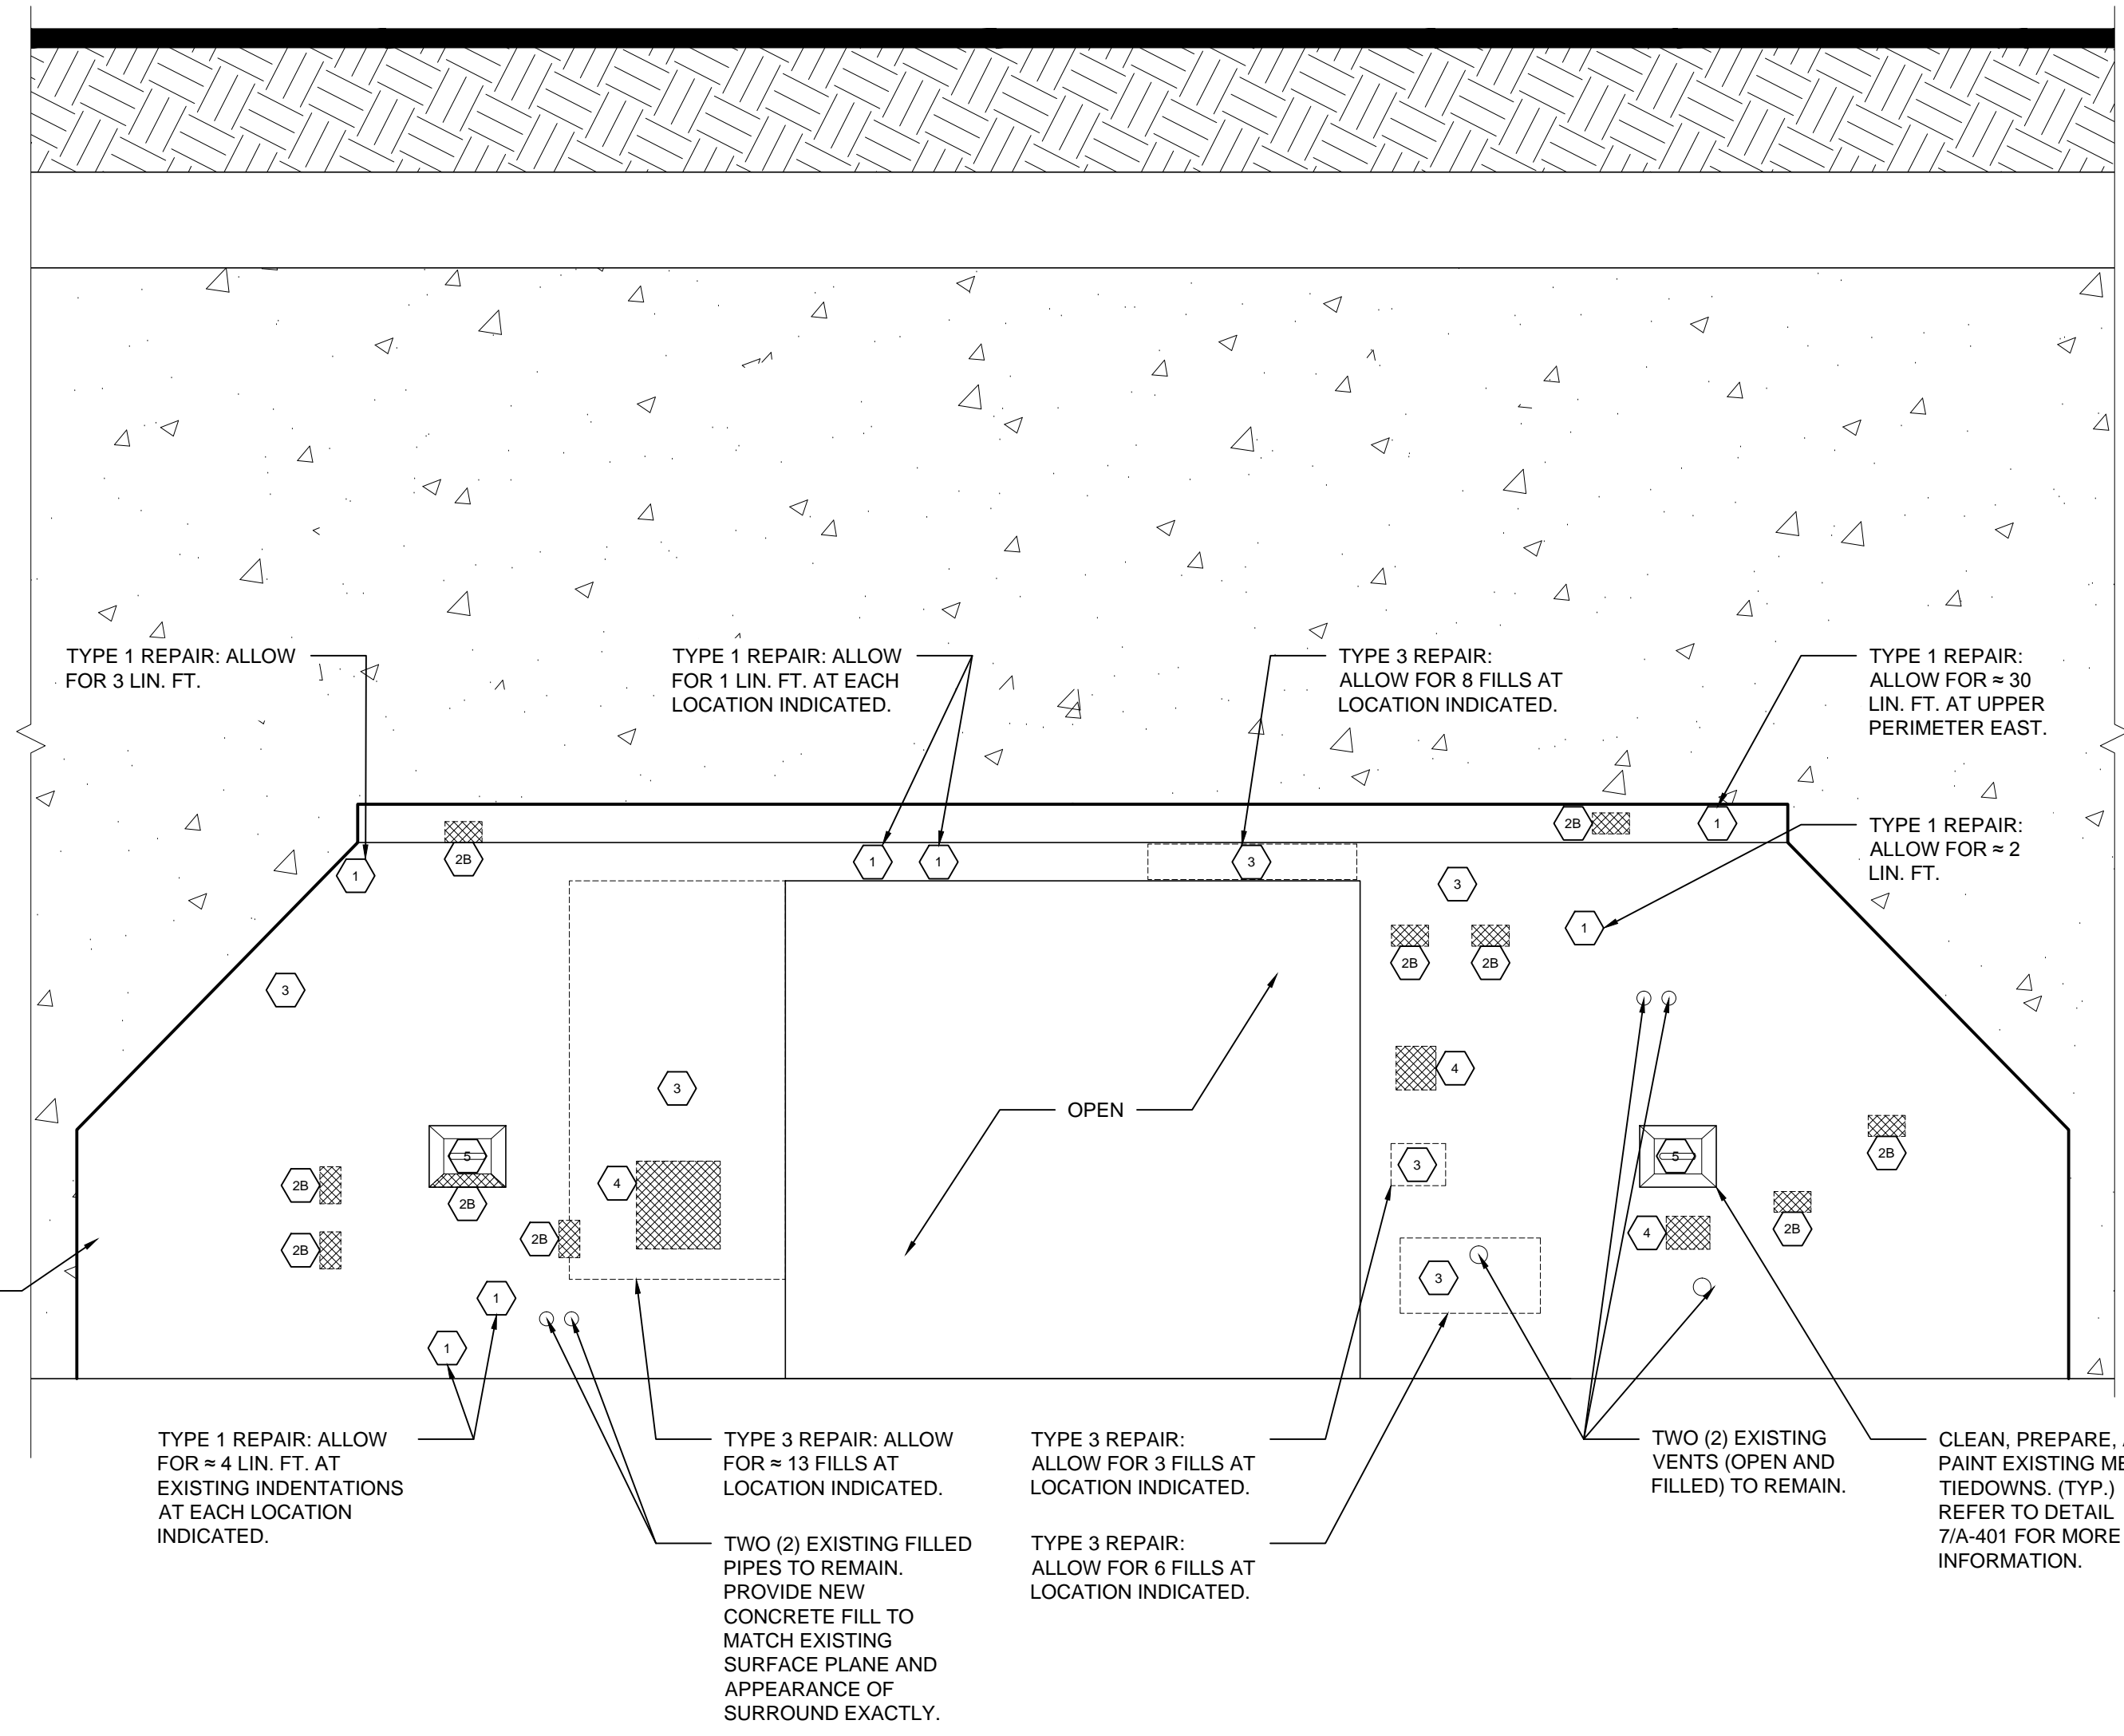 TYPE 1 REPAIR: ALLOW
FOR 3 LIN. FT.
TYPE 1 REPAIR: ALLOW
FOR 1 LIN. FT. AT EACH
LOCATION INDICATED.
TYPE 3 REPAIR:
ALLOW FOR 8 FILLS AT
LOCATION INDICATED.
TYPE 1 REPAIR:
ALLOW FOR ≈ 30
LIN. FT. AT UPPER
PERIMETER EAST.
TYPE 1 REPAIR:
ALLOW FOR ≈ 2
LIN. FT.
2B
1
1
2B
1
1
3
3
1
2B
2B
3
4
3
OPEN
5
5
2B
3
2B
4
2B
2B
2B
4
2B
2B
3
1
1
TYPE 1 REPAIR: ALLOW
FOR ≈ 4 LIN. FT. AT
EXISTING INDENTATIONS
AT EACH LOCATION
INDICATED.
TYPE 3 REPAIR: ALLOW
FOR ≈ 13 FILLS AT
LOCATION INDICATED.
TWO (2) EXISTING FILLED
PIPES TO REMAIN.
PROVIDE NEW
CONCRETE FILL TO
MATCH EXISTING
SURFACE PLANE AND
APPEARANCE OF
SURROUND EXACTLY.
TYPE 3 REPAIR:
ALLOW FOR 3 FILLS AT
LOCATION INDICATED.
TYPE 3 REPAIR:
ALLOW FOR 6 FILLS AT
LOCATION INDICATED.
TWO (2) EXISTING
VENTS (OPEN AND
FILLED) TO REMAIN.
CLEAN, PREPARE,
PAINT EXISTING
TIEDOWNS. (TYP.)
REFER TO DETAIL
7/A-401 FOR MORE
INFORMATION.